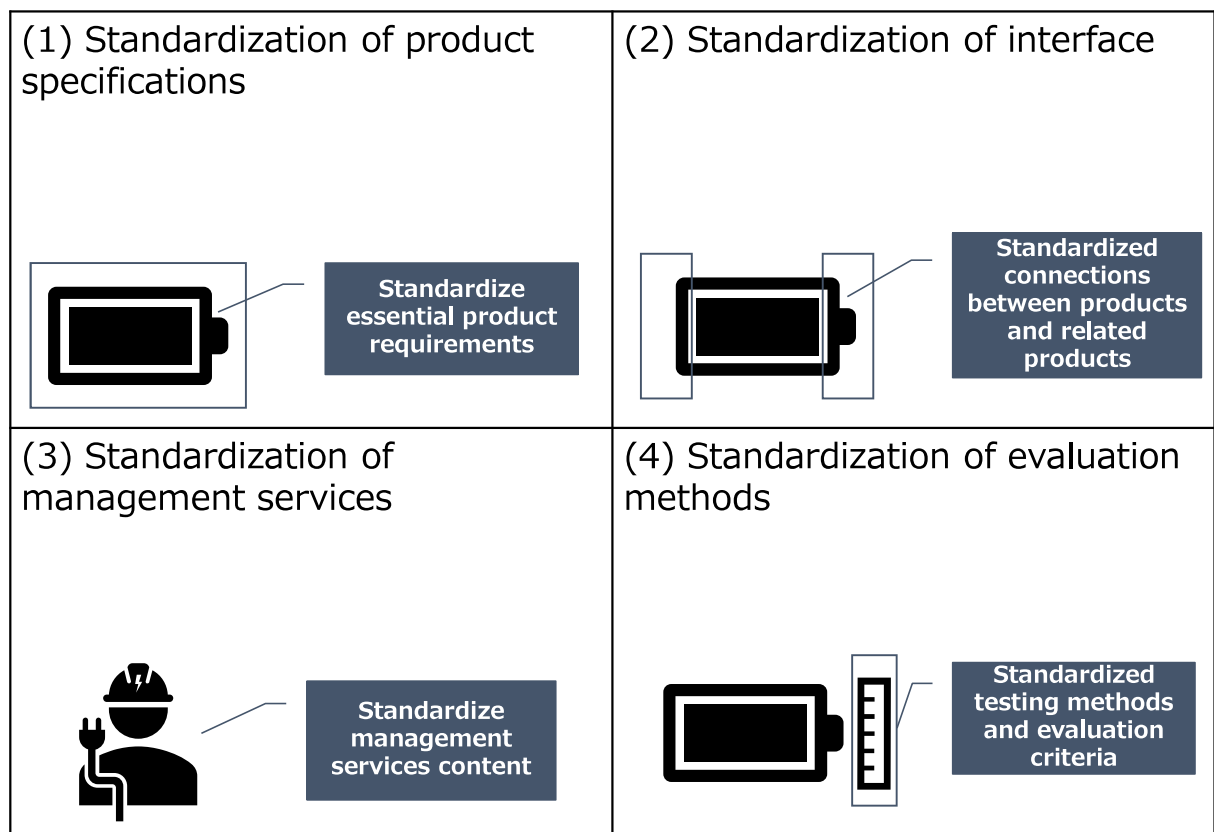 (1) Standardization of product
specifications
Standardize
essential product
requirements
(2) Standardization of interface
Standardized
connections
between products
and related
products
(3) Standardization of
management services
Standardize
management
services content
(4) Standardization of evaluation
methods
Standardized
testing methods
and evaluation
criteria